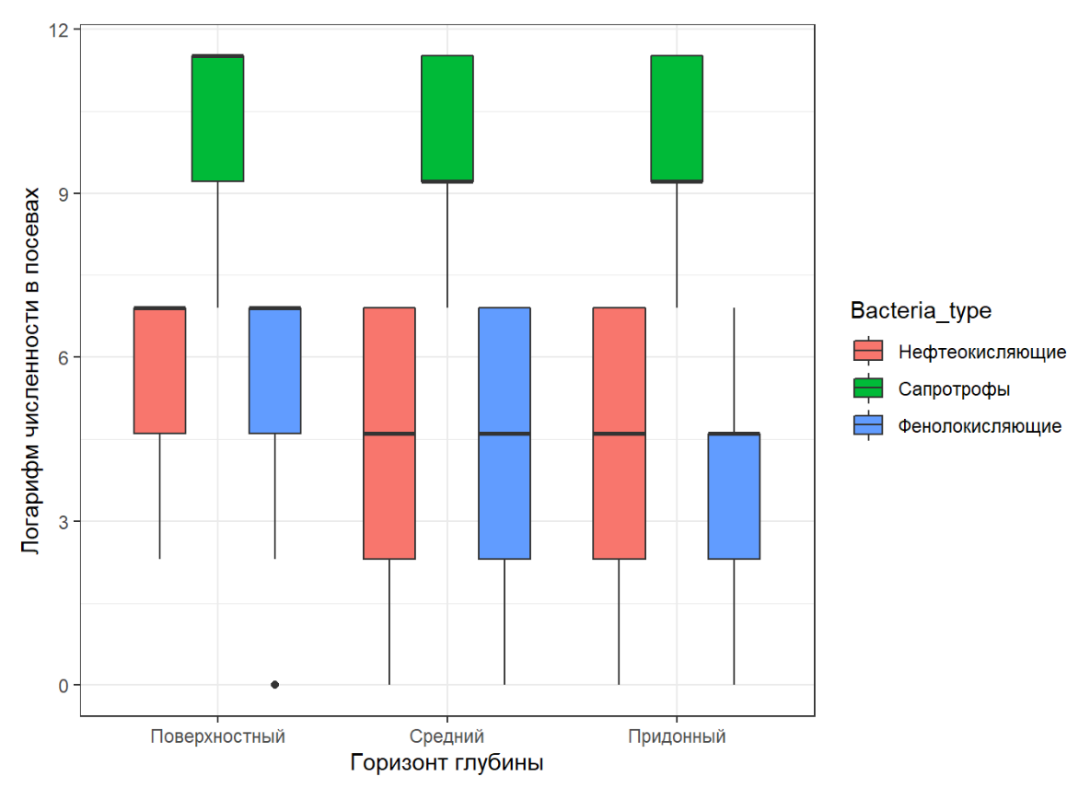 Логарифм численности в посевах
12
9
6
3
0
Поверхностный
Средний
Придонный
Горизонт глубины
Bacteria_type
Нефтеокисляющие
Сапротрофы
Фенолокисляющие